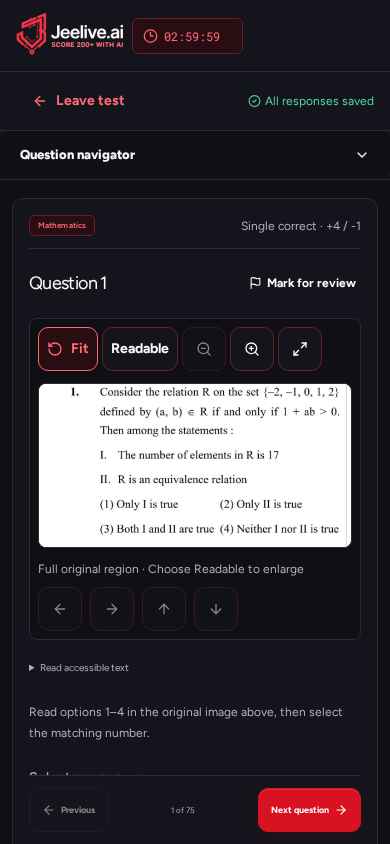 Jeelive.ai
SCORE 200+ WITH AI
02:59:59
Leave test
All responses saved
Question navigator
Mathematics
Single correct · +4 / -1
Question 1
Mark for review
Fit
Readable
1. Consider the relation R on the set {–2, –1, 0, 1, 2}
defined by (a, b) ∈ R if and only if 1 + ab > 0.
Then among the statements :
I. The number of elements in R is 17
II. R is an equivalence relation
(1) Only I is true (2) Only II is true
(3) Both I and II are true (4) Neither I nor II is true
Full original region · Choose Readable to enlarge
Read accessible text
Read options 1–4 in the original image above, then select
the matching number.
Previous
1 of 75
Next question